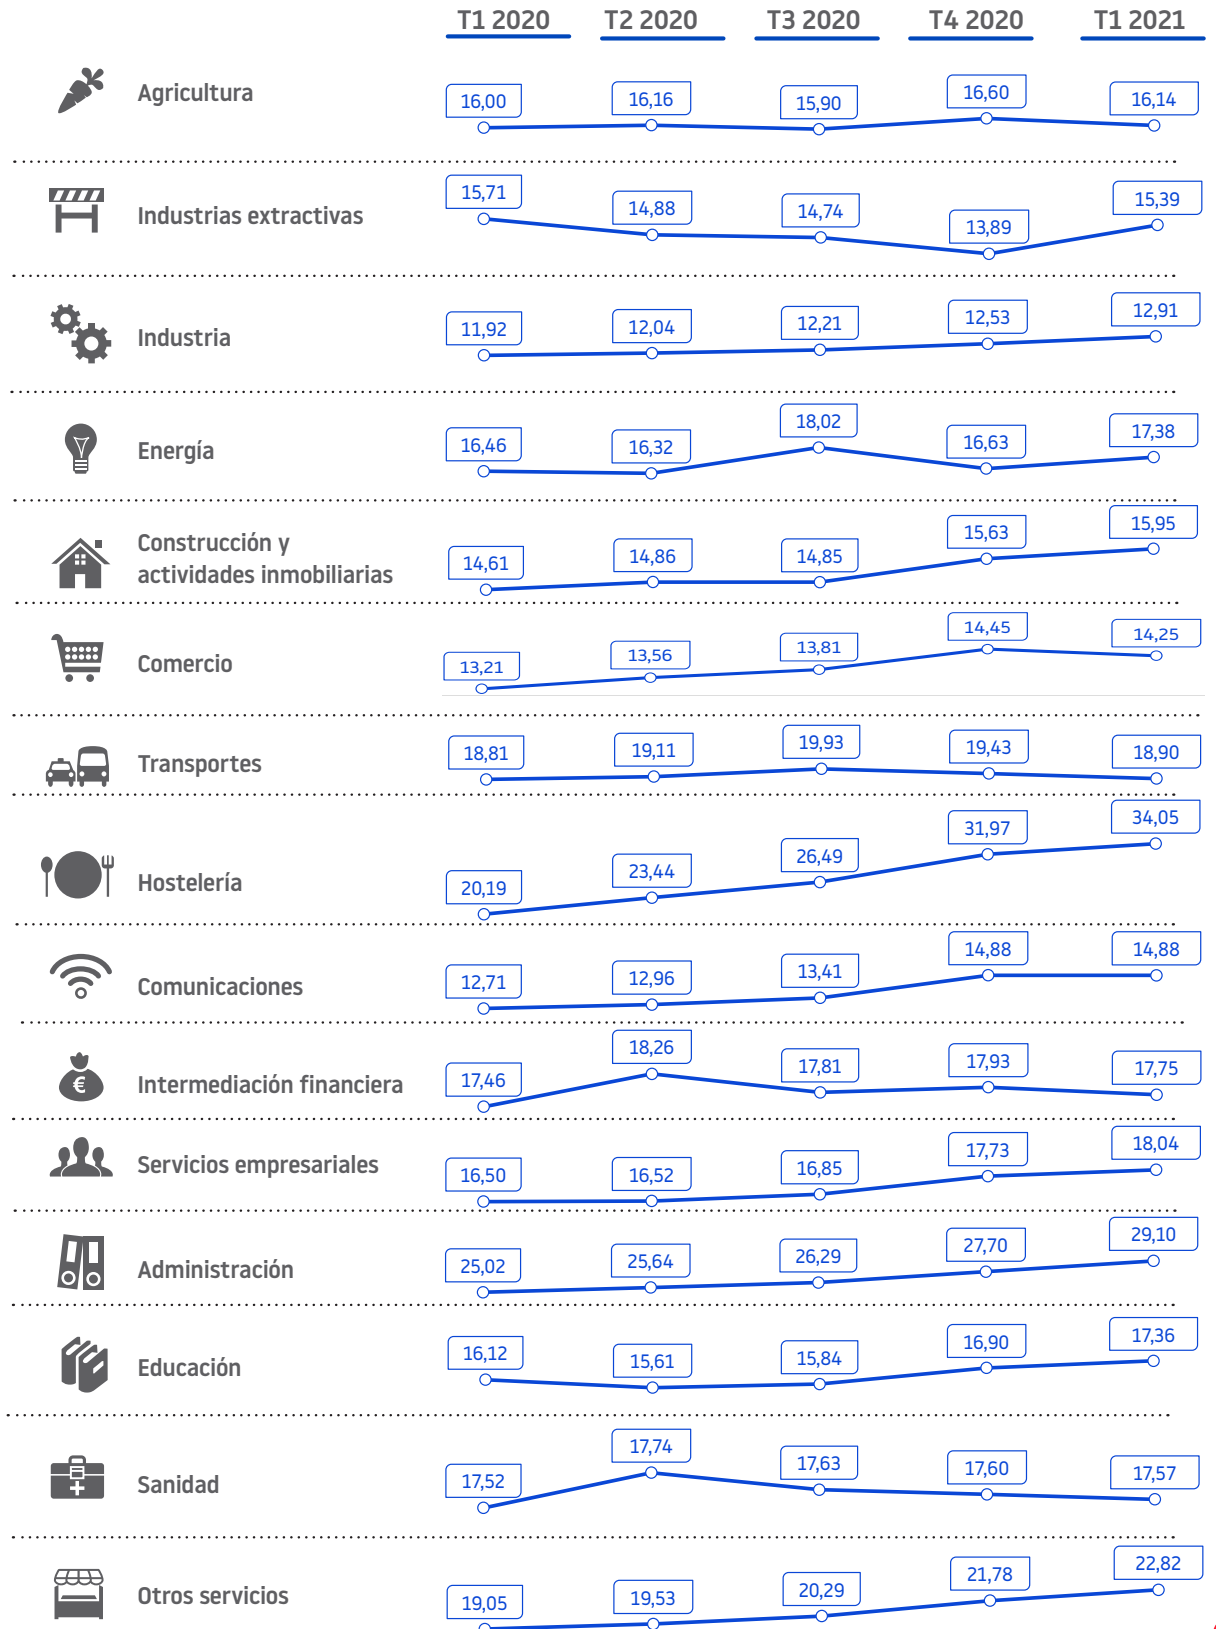 T1 2020 T2 2020 T3 2020 T4 2020 T1 2021
Agricultura 16,00 16,16 15,90 16,60 16,14
Industrias extractivas 15,71 14,88 14,74 13,89 15,39
Industria 11,92 12,04 12,21 12,53 12,91
Energía 16,46 16,32 18,02 16,63 17,38
Construcción y
actividades inmobiliarias 14,61 14,86 14,85 15,63 15,95
Comercio 13,21 13,56 13,81 14,45 14,25
Transportes 18,81 19,11 19,93 19,43 18,90
Hostelería 20,19 23,44 26,49 31,97 34,05
Comunicaciones 12,71 12,96 13,41 14,88 14,88
€
Intermediación financiera 17,46 18,26 17,81 17,93 17,75
Servicios empresariales 16,50 16,52 16,85 17,73 18,04
Administración 25,02 25,64 26,29 27,70 29,10
Educación 16,12 15,61 15,84 16,90 17,36
Sanidad 17,52 17,74 17,63 17,60 17,57
Otros servicios 19,05 19,53 20,29 21,78 22,82